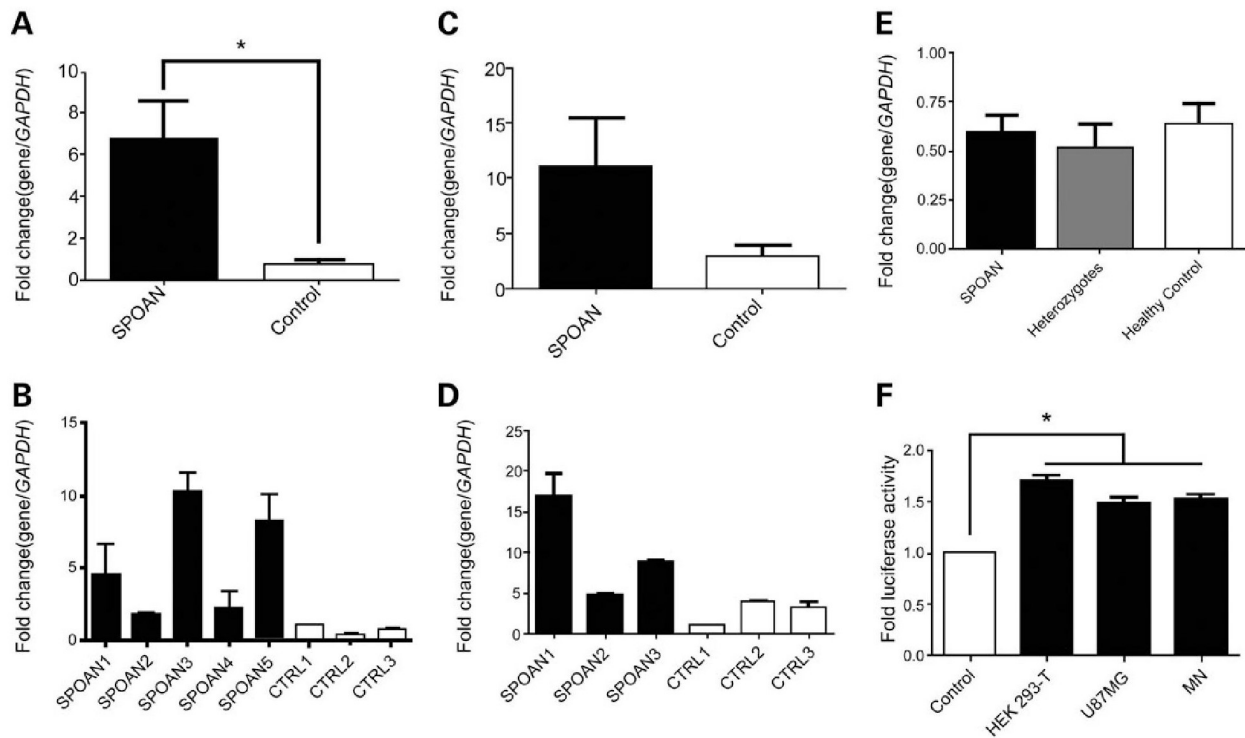 A
*
Fold change(gene/GAPDH)
10
8
6
4
2
0
SPOAN
Control
C
Fold change(gene/GAPDH)
20
15
10
5
0
SPOAN
Control
E
Fold change(gene/GAPDH)
1.00
0.75
0.50
0.25
0.00
SPOAN
Heterozygotes
Healthy Control
B
Fold change(gene/GAPDH)
15
10
5
0
SPOAN1
SPOAN2
SPOAN3
SPOAN4
SPOAN5
CTRL1
CTRL2
CTRL3
D
Fold change(gene/GAPDH)
25
20
15
10
5
0
SPOAN1
SPOAN2
SPOAN3
CTRL1
CTRL2
CTRL3
F
*
Fold luciferase activity
2.0
1.5
1.0
0.5
0.0
Control
HEK 293-T
U87MG
MN